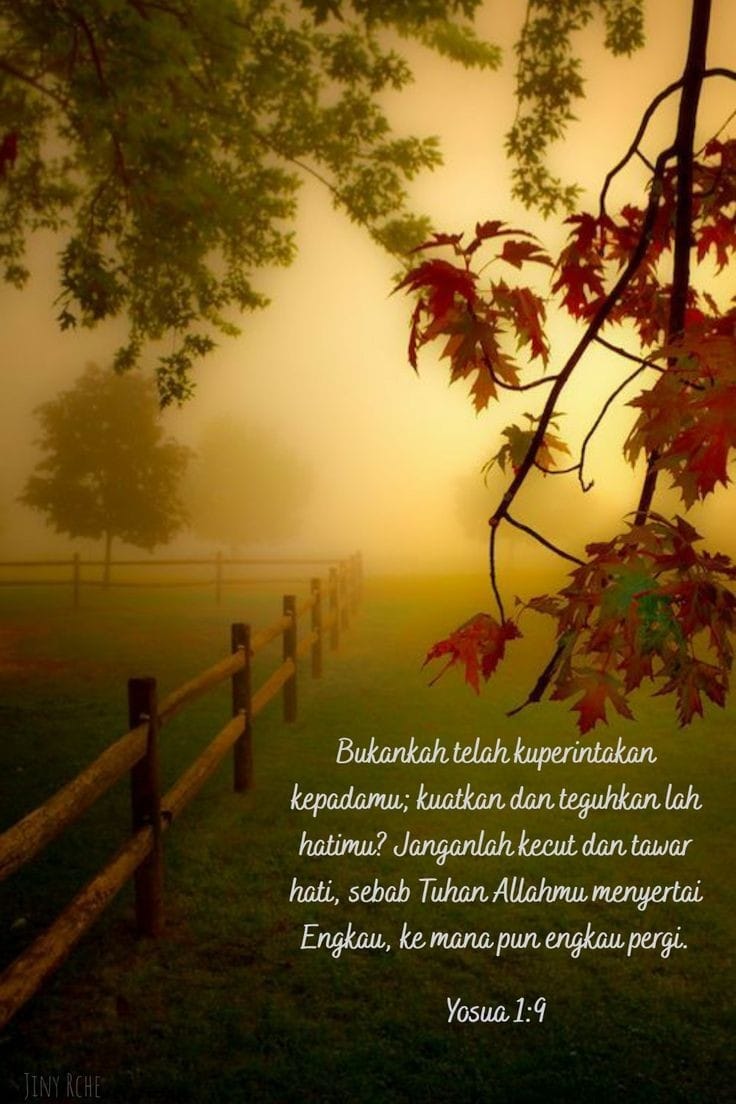 Bukankah telah kuperintakan
kepadamu; kuatkan dan teguhkan lah
hatimu? Janganlah kecut dan tawar
hati, sebab Tuhan Allahmu menyertai
Engkau, ke mana pun engkau pergi.
Yosua 1:9
Jiny Rche